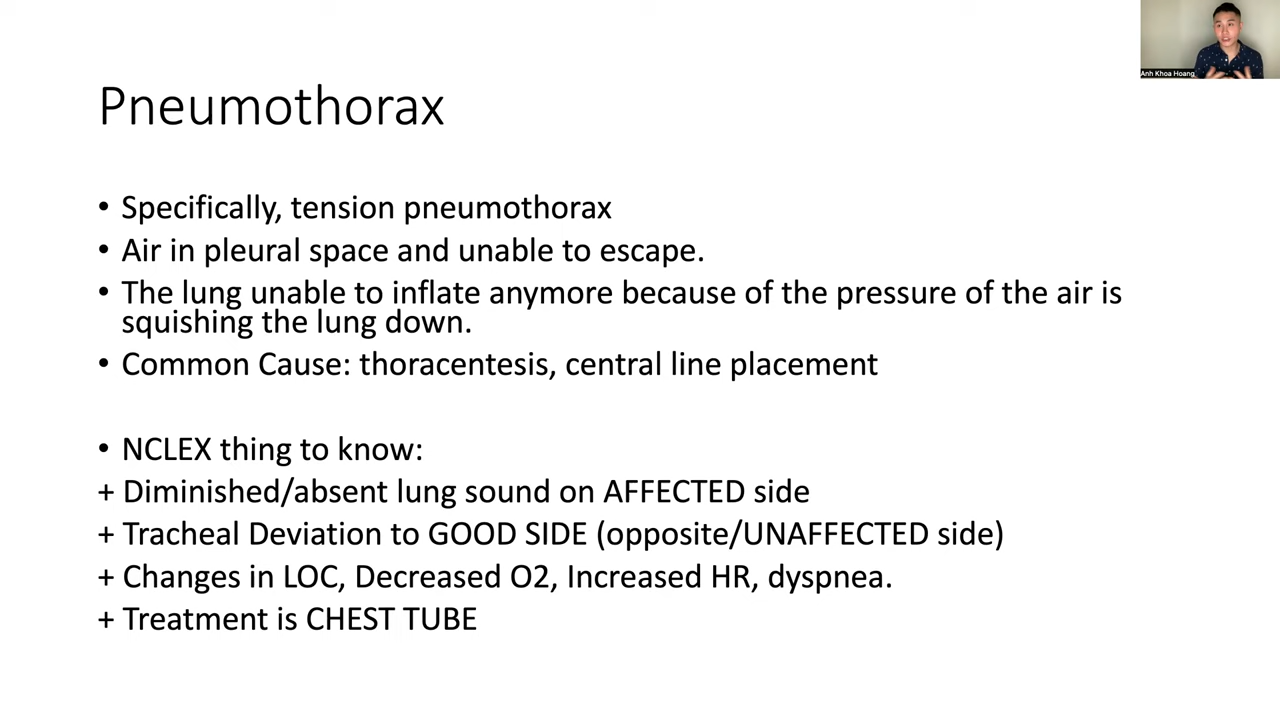 Anh Khoa Hoang
Pneumothorax
• Specifically, tension pneumothorax
• Air in pleural space and unable to escape.
• The lung unable to inflate anymore because of the pressure of the air is
squishing the lung down.
• Common Cause: thoracentesis, central line placement
• NCLEX thing to know:
+ Diminished/absent lung sound on AFFECTED side
+ Tracheal Deviation to GOOD SIDE (opposite/UNAFFECTED side)
+ Changes in LOC, Decreased O2, Increased HR, dyspnea.
+ Treatment is CHEST TUBE